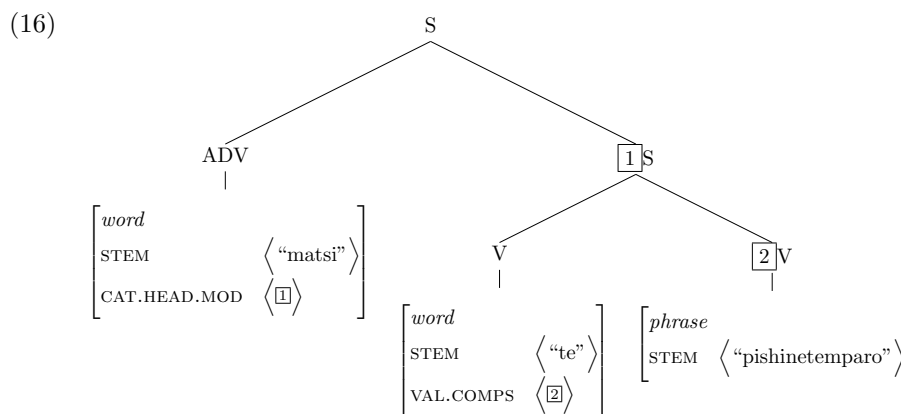 (16)
S
ADV
1 S
word
STEM ⟨“matsi”⟩
CAT.HEAD.MOD ⟨1⟩
V
2 V
word
STEM ⟨“te”⟩
VAL.COMPS ⟨2⟩
phrase
STEM ⟨“pishinetemparo”⟩